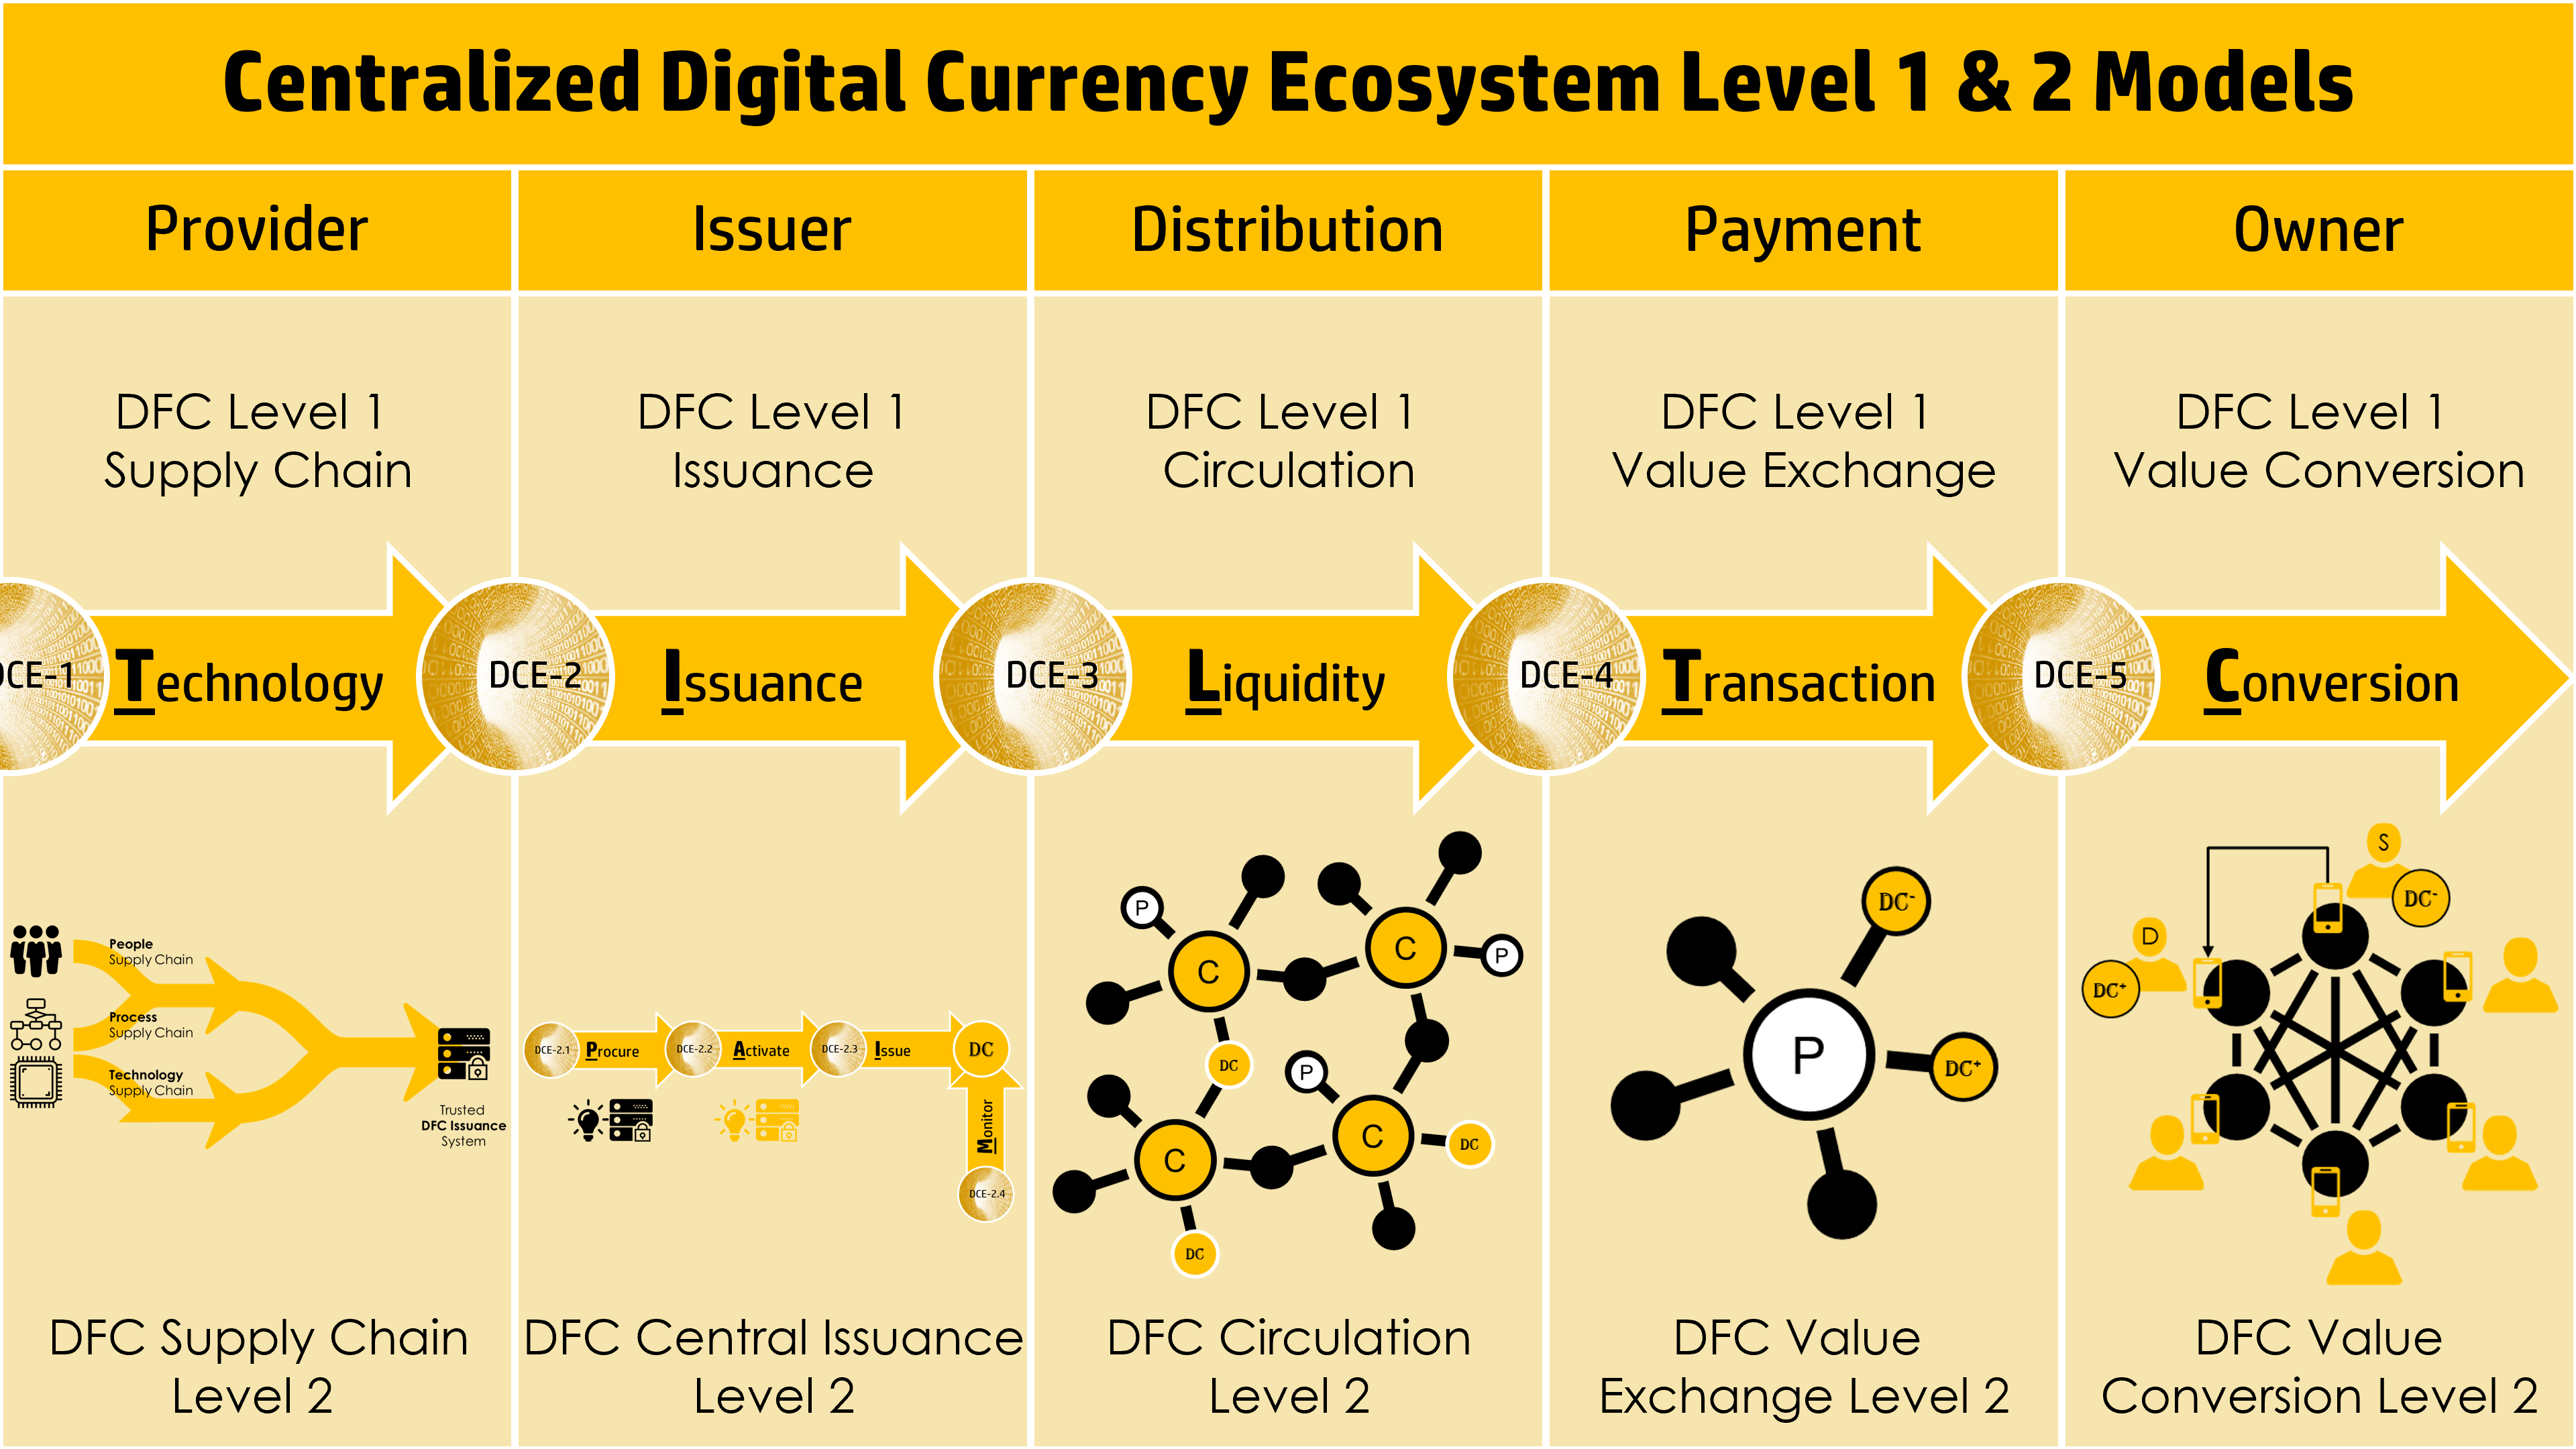 Centralized Digital Currency Ecosystem Level 1 & 2 Models
Provider
Issuer
Distribution
Payment
Owner
DFC Level 1
Supply Chain
DFC Level 1
Issuance
DFC Level 1
Circulation
DFC Level 1
Value Exchange
DFC Level 1
Value Conversion
DCE-1
Technology
DCE-2
Issuance
DCE-3
Liquidity
DCE-4
Transaction
DCE-5
Conversion
People
Supply Chain
Process
Supply Chain
Technology
Supply Chain
Trusted
DFC Issuance
System
DCE-2.1
Procure
DCE-2.2
Activate
DCE-2.3
Issue
DC
Monitor
DCE-2.4
P
C
C
P
DC
P
C
C
DC
DC
DC-
P
DC+
S
DC-
D
DC+
DFC Supply Chain
Level 2
DFC Central Issuance
Level 2
DFC Circulation
Level 2
DFC Value
Exchange Level 2
DFC Value
Conversion Level 2